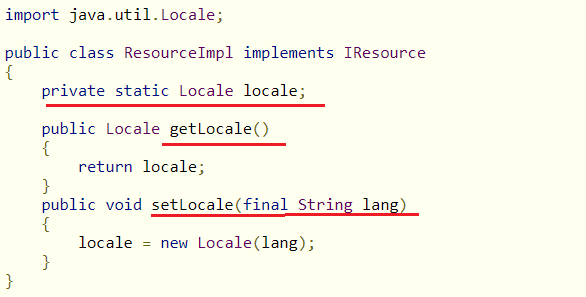 import java.util.Locale;
public class ResourceImpl implements IResource
{
private static Locale locale;
public Locale getLocale()
{
return locale;
}
public void setLocale(final String lang)
{
locale = new Locale(lang);
}
}